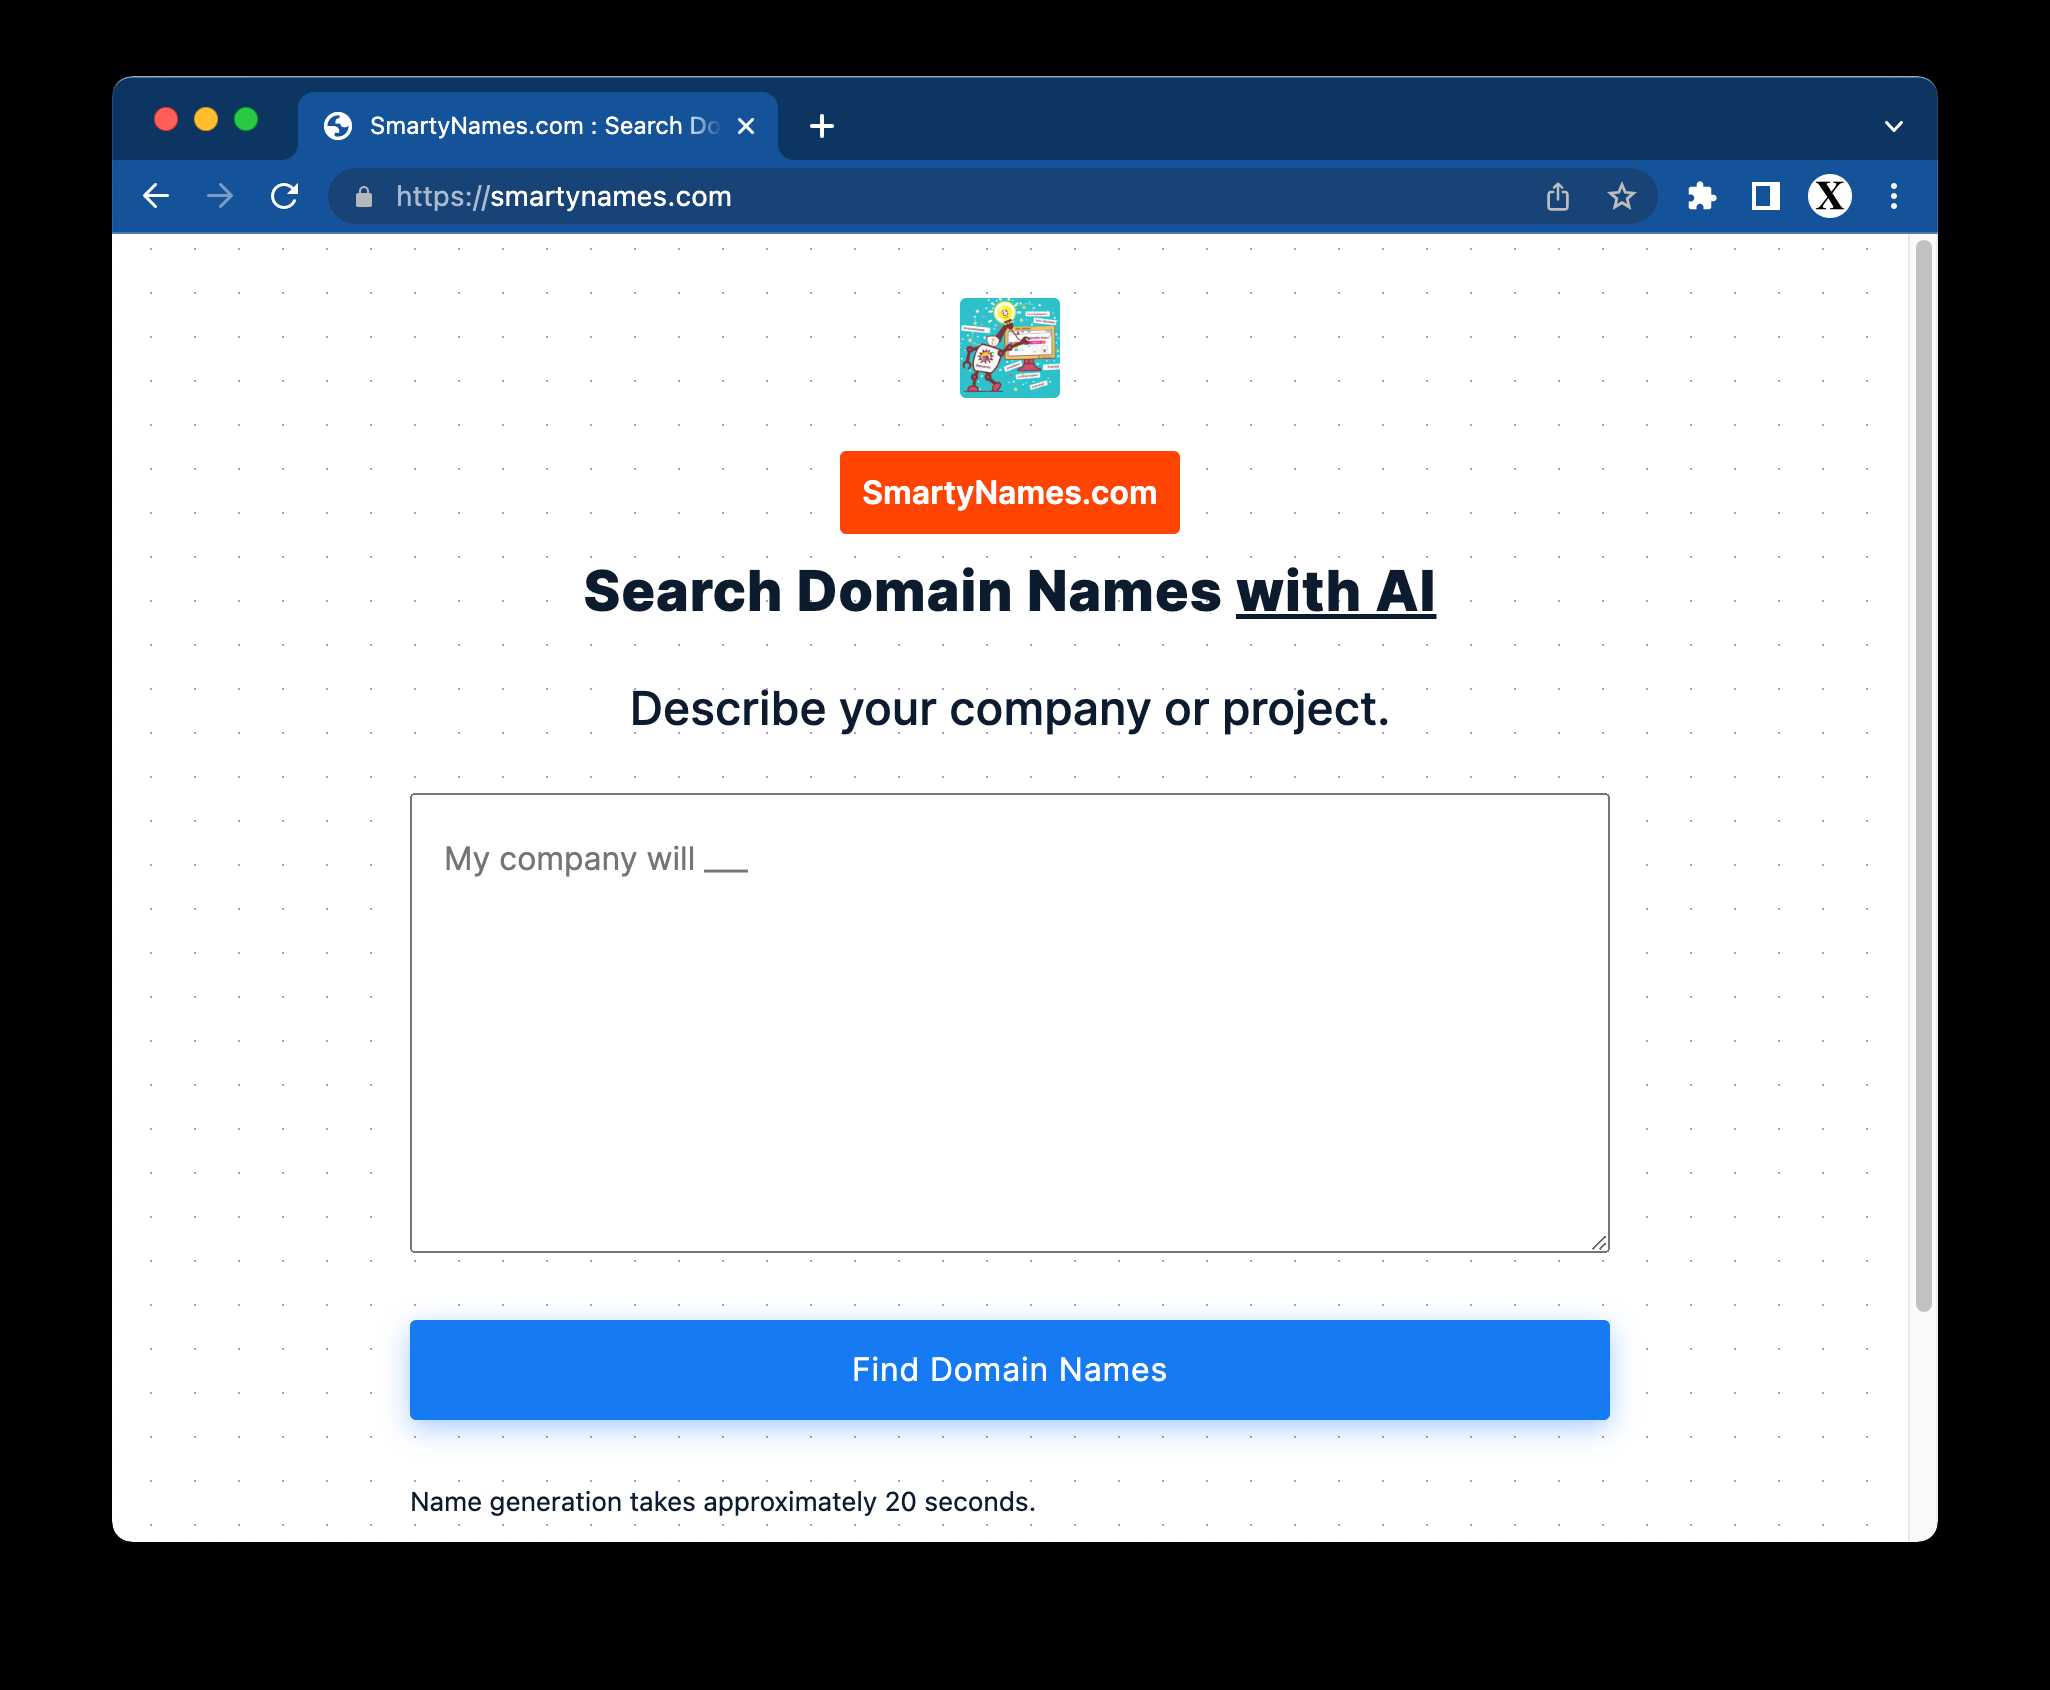 SmartyNames.com : Search Do
https://smartynames.com
X
SmartyNames.com
Search Domain Names with AI
Describe your company or project.
My company will ___
Find Domain Names
Name generation takes approximately 20 seconds.